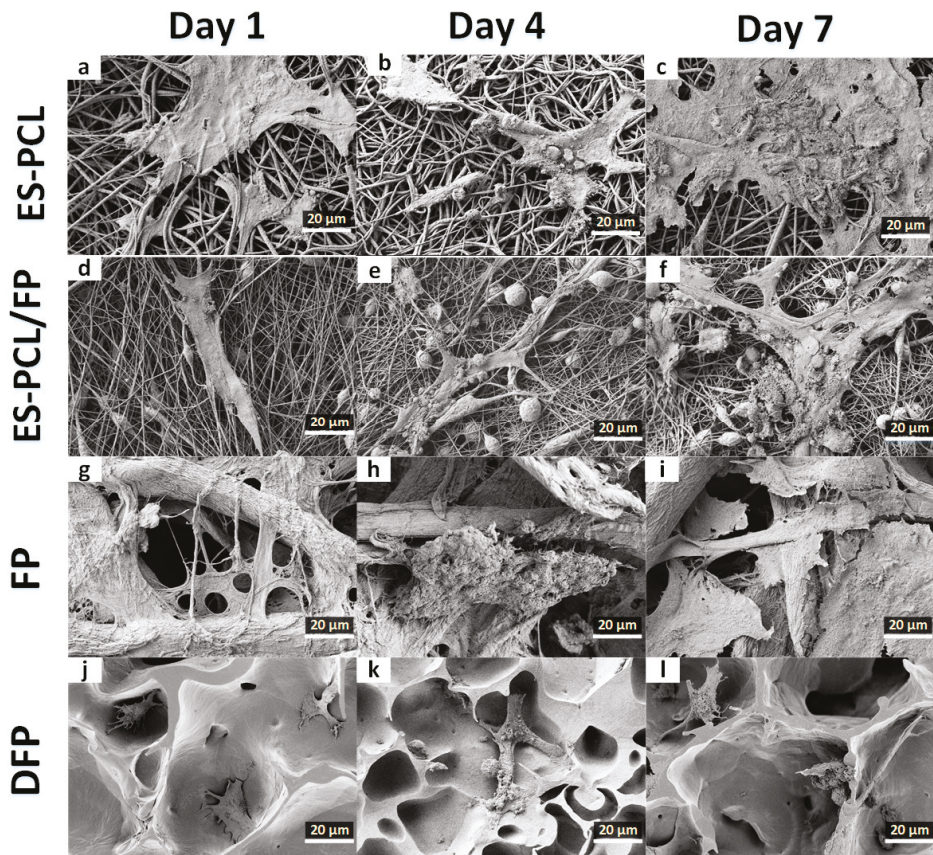 Day 1 Day 4 Day 7
ES-PCL
a b c
20 μm 20 μm 20 μm
ES-PCL/FP
d e f
20 μm 20 μm 20 μm
FP
g h i
20 μm 20 μm 20 μm
DFP
j k l
20 μm 20 μm 20 μm